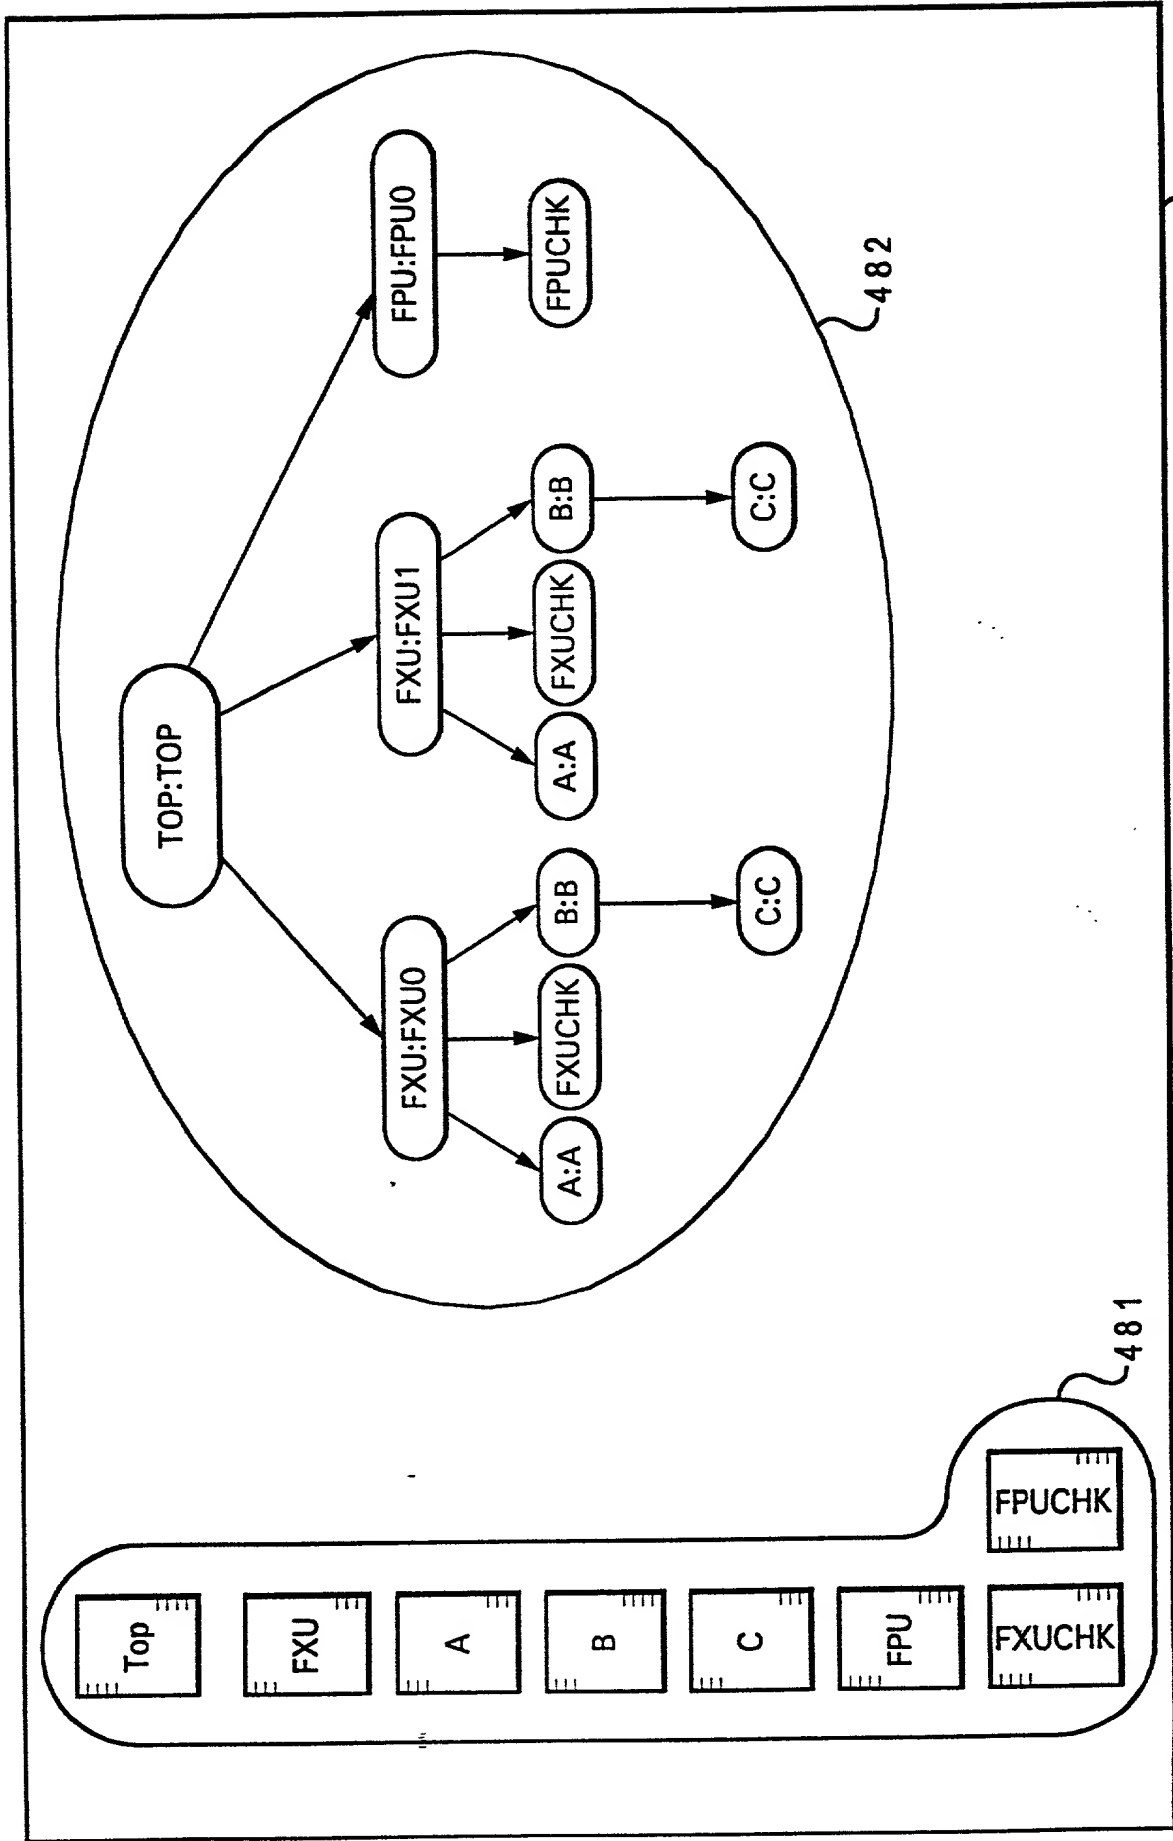 Top
FXU
A
B
C
FPU
FXUCHK
FPUCHK
481
TOP:TOP
FXU:FXU0
FXU:FXU1
FPU:FPU0
A:A
FXUCHK
B:B
A:A
FXUCHK
B:B
FPUCHK
C:C
C:C
482